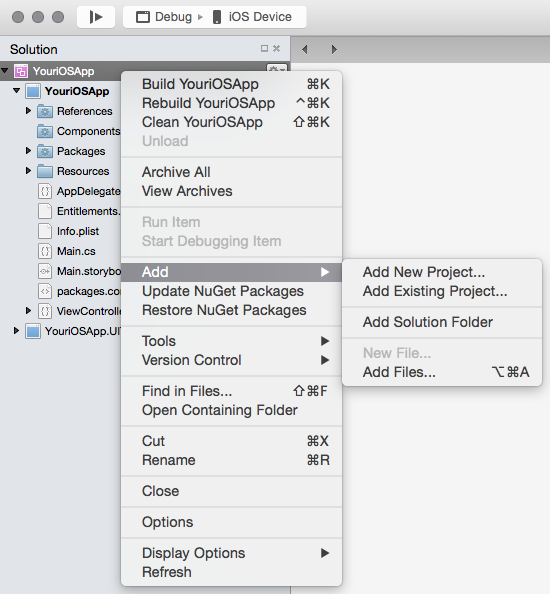 Debug › iOS Device
Solution
YouriOSApp
YouriOSApp
References
Components
Packages
Resources
AppDelegate
Entitlements.
Info.plist
Main.cs
Main.storybo
packages.co
ViewControlle
YouriOSApp.UI
Build YouriOSApp ⌘K
Rebuild YouriOSApp ^⌘K
Clean YouriOSApp ⇧⌘K
Unload
Archive All
View Archives
Run Item
Start Debugging Item
Add
Update NuGet Packages
Restore NuGet Packages
Tools
Version Control
Find in Files... ⇧⌘F
Open Containing Folder
Cut ⌘X
Rename ⌘R
Close
Options
Display Options
Refresh
Add New Project...
Add Existing Project...
Add Solution Folder
New File...
Add Files... ⌥⌘A